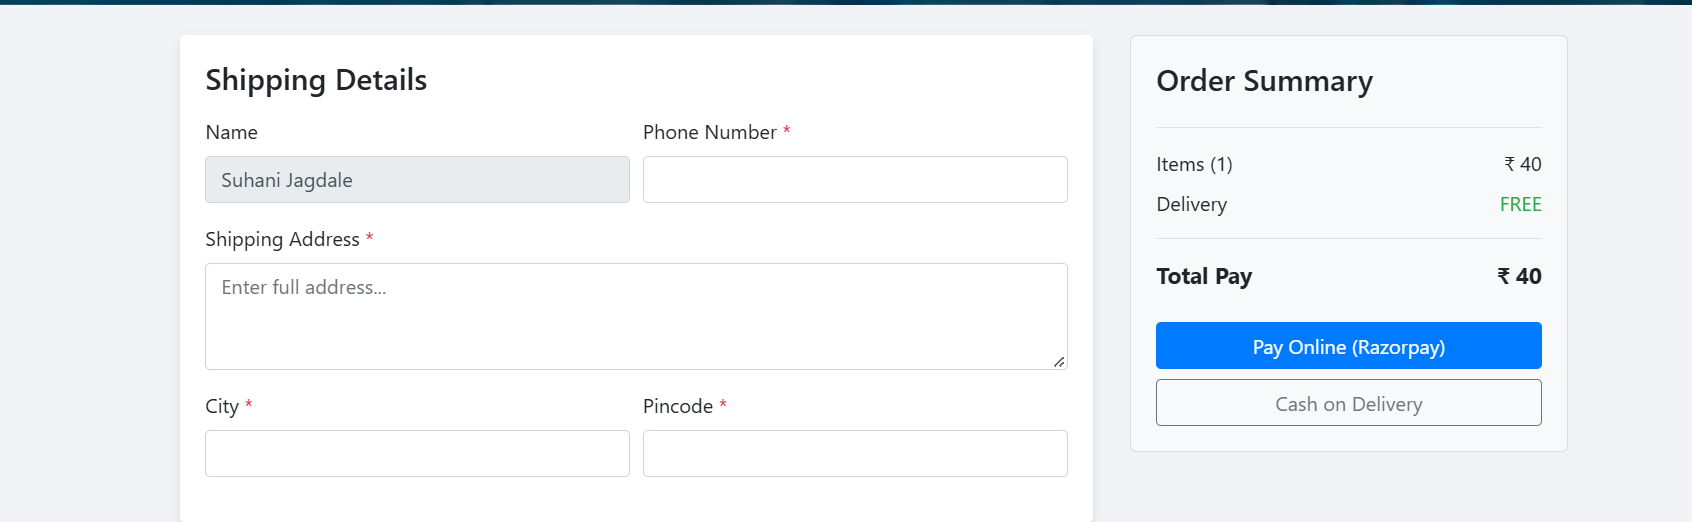 Shipping Details
Name
Phone Number *
Suhani Jagdale
Shipping Address *
Enter full address...
City *
Pincode *
Order Summary
Items (1) ₹ 40
Delivery FREE
Total Pay ₹ 40
Pay Online (Razorpay)
Cash on Delivery